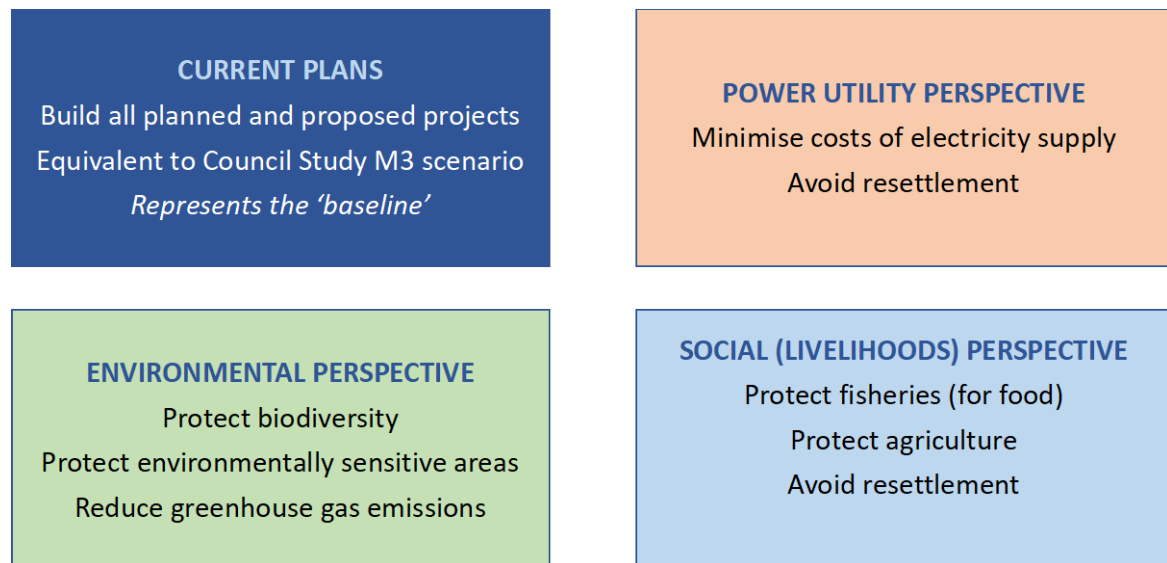 CURRENT PLANS
Build all planned and proposed projects
Equivalent to Council Study M3 scenario
Represents the ‘baseline’
POWER UTILITY PERSPECTIVE
Minimise costs of electricity supply
Avoid resettlement
ENVIRONMENTAL PERSPECTIVE
Protect biodiversity
Protect environmentally sensitive areas
Reduce greenhouse gas emissions
SOCIAL (LIVELIHOODS) PERSPECTIVE
Protect fisheries (for food)
Protect agriculture
Avoid resettlement